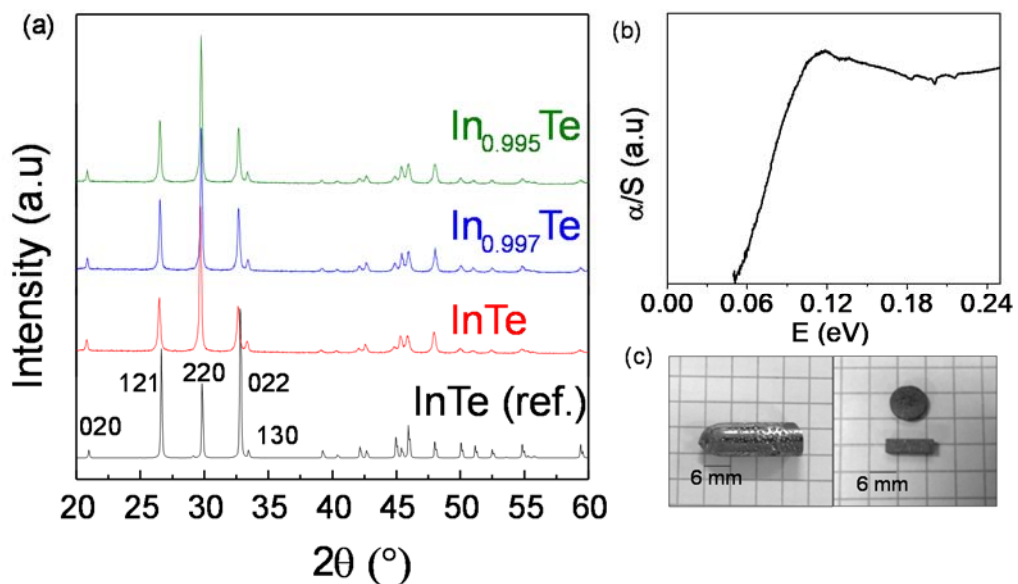 (a)
Intensity (a.u)
In0.995Te
In0.997Te
InTe
InTe (ref.)
020
121
220
022
130
20 25 30 35 40 45 50 55 60
2θ (°)
(b)
α/S (a.u)
0.00 0.06 0.12 0.18 0.24
E (eV)
(c)
6 mm
6 mm